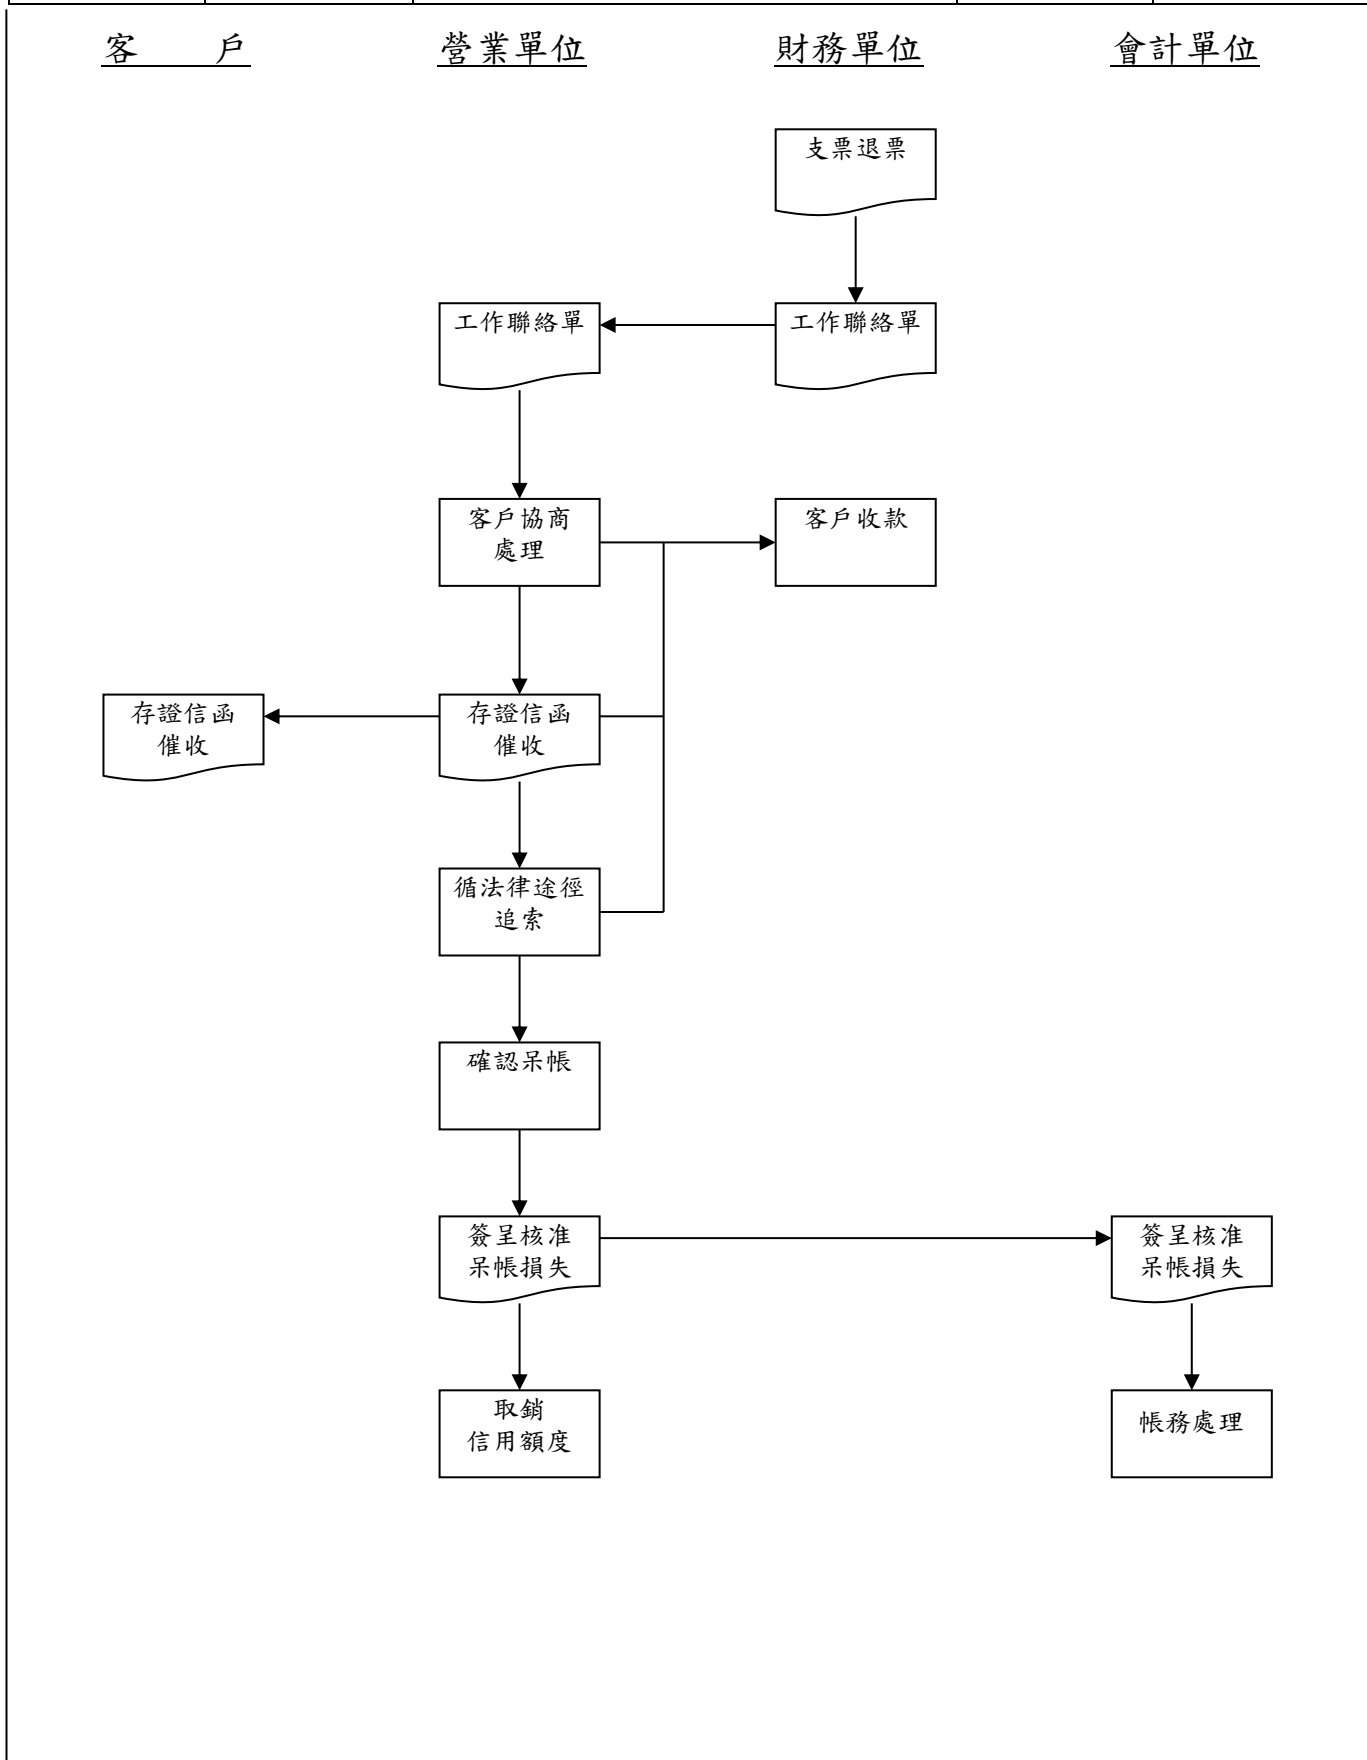 客 戶 營業單位 財務單位 會計單位
支票退票
工作聯絡單 工作聯絡單
客戶協商 客戶收款
處理
存證信函 存證信函
催收 催收
循法律途徑
追索
確認呆帳
簽呈核准 簽呈核准
呆帳損失 呆帳損失
取銷
信用額度 帳務處理